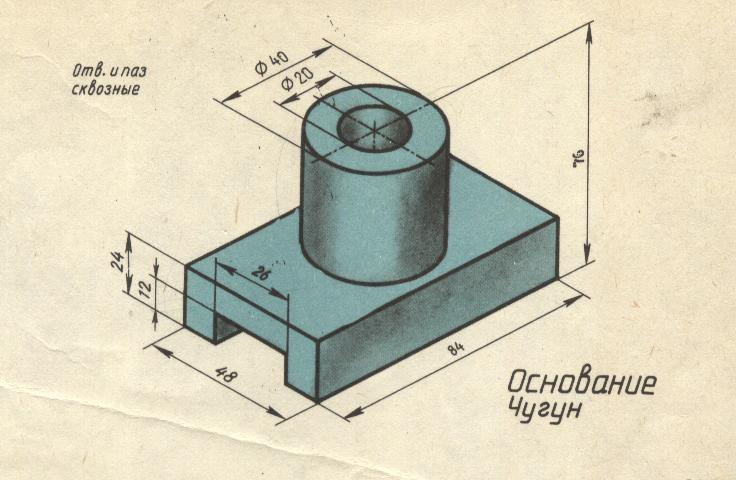 Отв. и паз
сквозные
Ø 40
Ø 20
76
24
12
26
48
84
Основание
Чугун